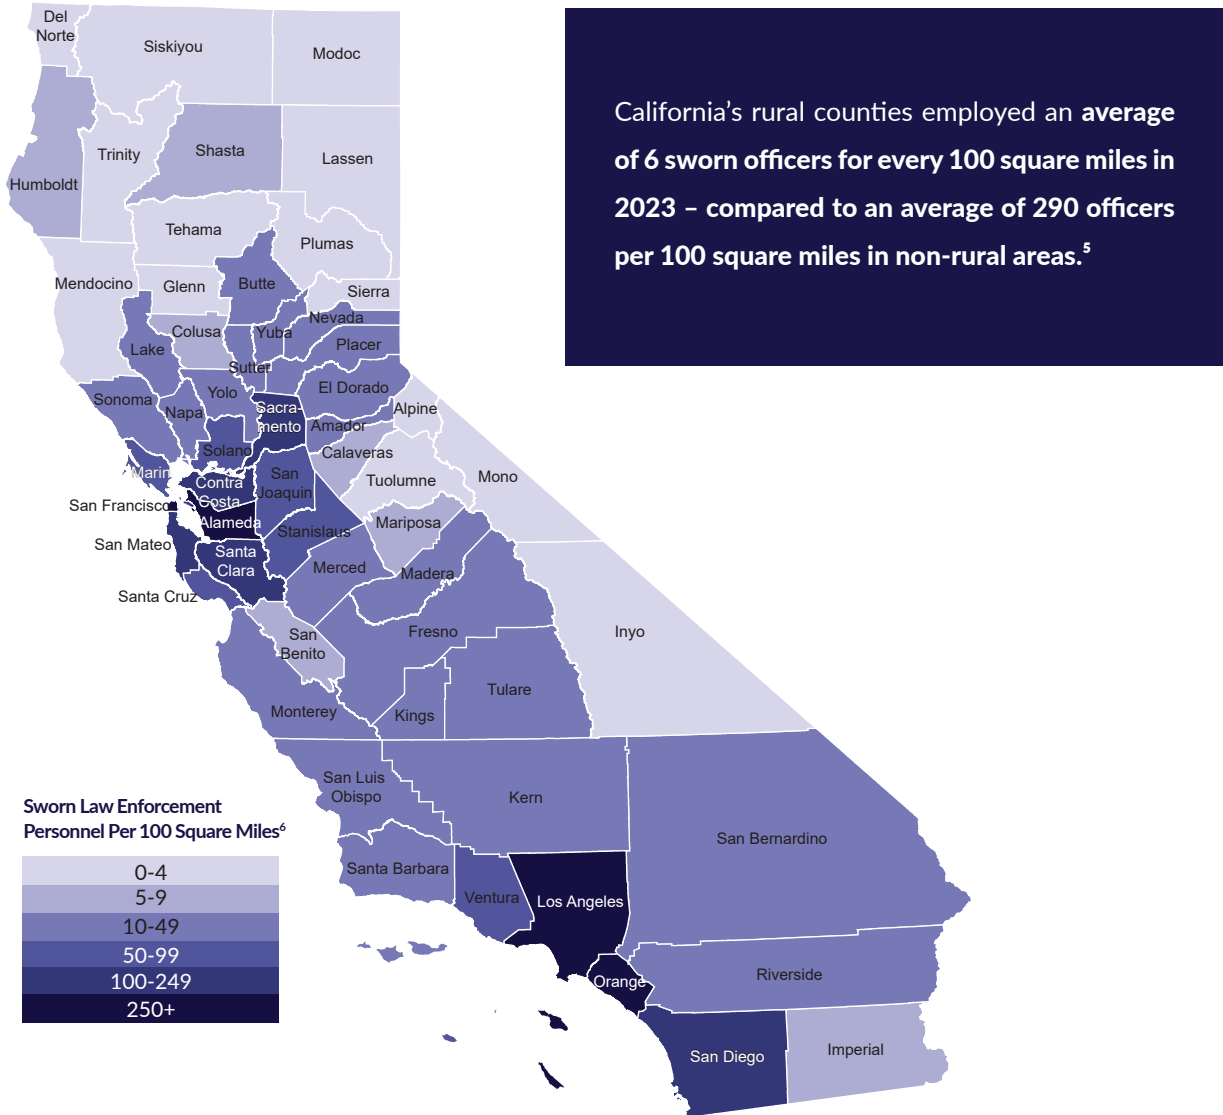 Del
Norte
Siskiyou
Modoc
California’s rural counties employed an average
of 6 sworn officers for every 100 square miles in
2023 – compared to an average of 290 officers
per 100 square miles in non-rural areas.⁵
Humboldt
Trinity
Shasta
Lassen
Tehama
Plumas
Mendocino
Glenn
Butte
Sierra
Colusa
Yuba
Nevada
Lake
Sutter
Placer
Sonoma
Napa
Yolo
Sacra-
mento
El Dorado
Alpine
Amador
Solano
Calaveras
Marin
Contra
Costa
San
Joaquin
Tuolumne
Mono
San Francisco
Alameda
Stanislaus
Mariposa
San Mateo
Santa
Clara
Merced
Madera
Santa Cruz
San
Benito
Fresno
Inyo
Monterey
Kings
Tulare
San Luis
Obispo
Kern
San Bernardino
Santa Barbara
Ventura
Los Angeles
Orange
Riverside
San Diego
Imperial
Sworn Law Enforcement
Personnel Per 100 Square Miles⁶
0-4
5-9
10-49
50-99
100-249
250+